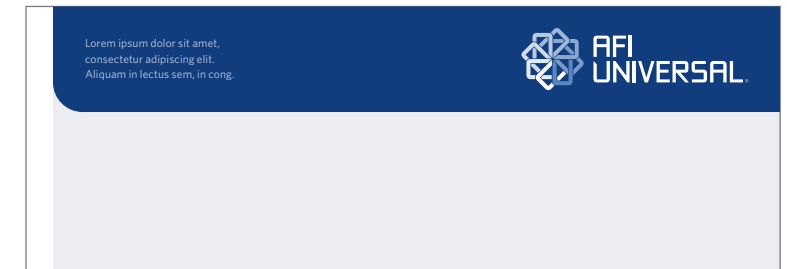 Lorem ipsum dolor sit amet,
consectetur adipiscing elit.
Aliquam in lectus sem, in cong.
AFI
UNIVERSAL®